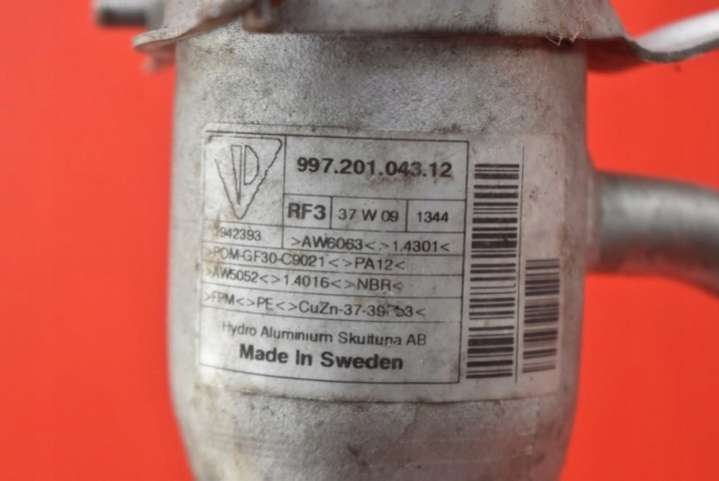 997.201.043.12
RF3 37 W 09 1344
>AW6063<>1.4301<
>POM-GF30-C9021<>PA12<
>AW5052<>1.4016<>NBR<
>FPM<>PE<>CuZn-37-39Pb3<
Hydro Aluminium Skultuna AB
Made In Sweden